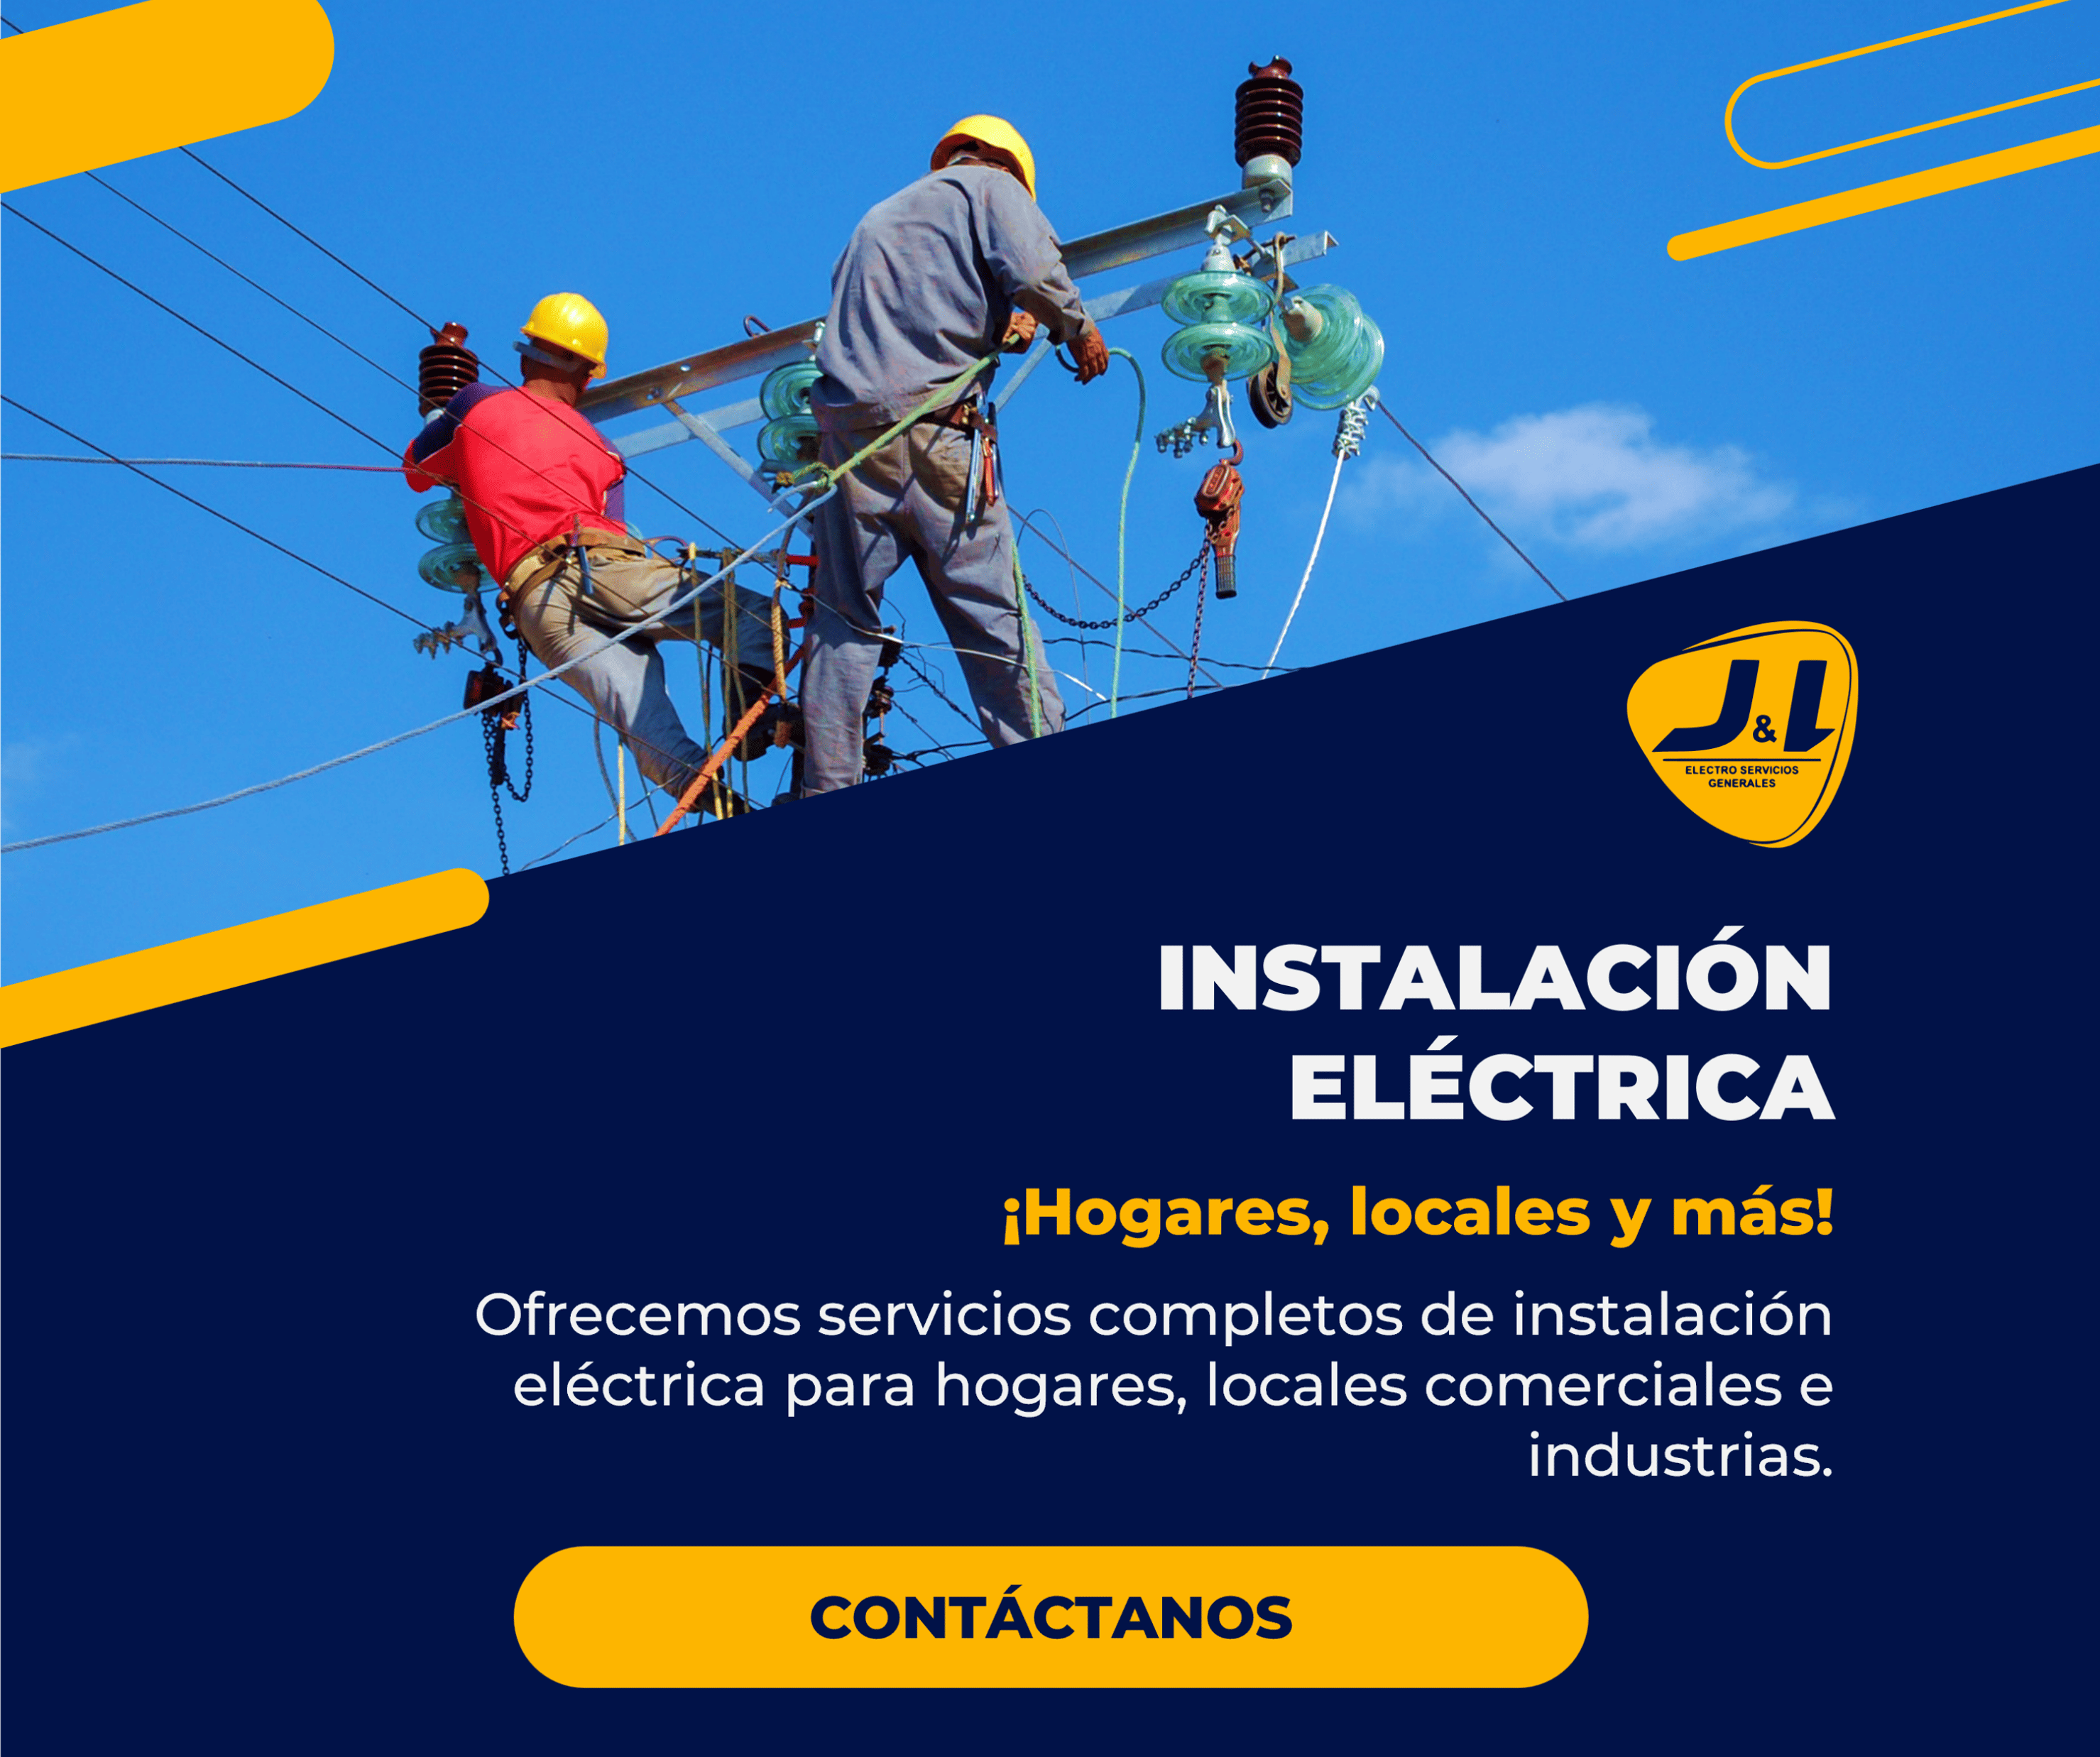 J&L
ELECTRO SERVICIOS
GENERALES
INSTALACIÓN
ELÉCTRICA
¡Hogares, locales y más!
Ofrecemos servicios completos de instalación
eléctrica para hogares, locales comerciales e
industrias.
CONTÁCTANOS